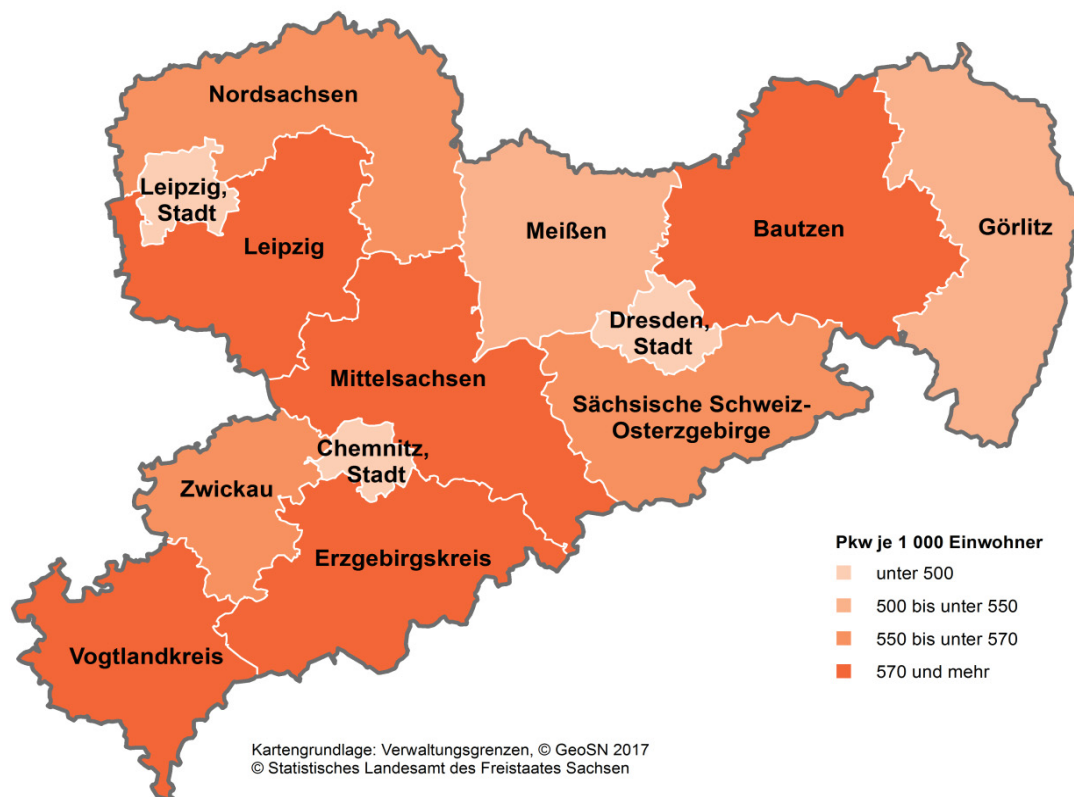 Nordsachsen
Leipzig,
Stadt
Leipzig
Meißen
Bautzen
Görlitz
Dresden,
Stadt
Mittelsachsen
Sächsische Schweiz-
Osterzgebirge
Chemnitz,
Stadt
Zwickau
Erzgebirgskreis
Vogtlandkreis
Pkw je 1 000 Einwohner
unter 500
500 bis unter 550
550 bis unter 570
570 und mehr
Kartengrundlage: Verwaltungsgrenzen, © GeoSN 2017
© Statistisches Landesamt des Freistaates Sachsen